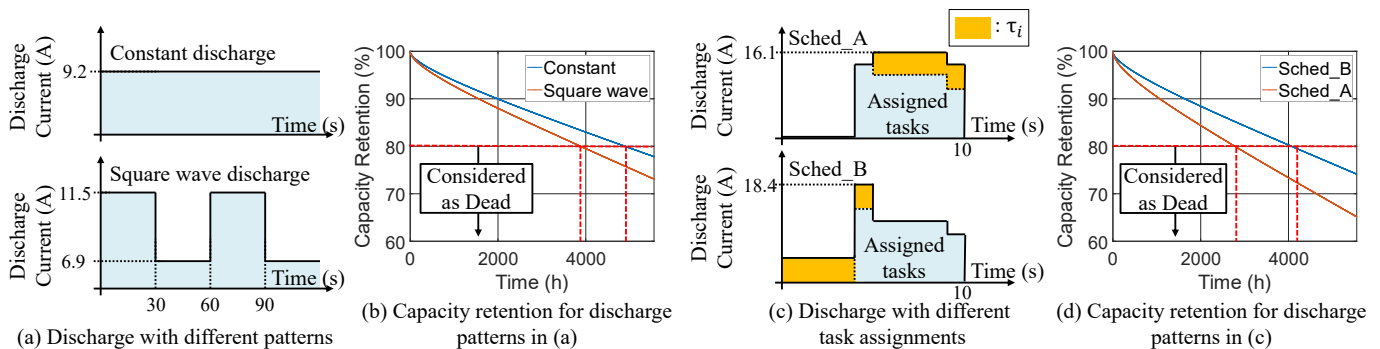 Discharge
Current (A)
Constant discharge
9.2
Time (s)
Discharge
Current (A)
Square wave discharge
11.5
6.9
Time (s)
30
60
90
(a) Discharge with different patterns
Capacity Retention (%)
100
90
80
70
60
Constant
Square wave
Considered
as Dead
0
2000
4000
Time (h)
(b) Capacity retention for discharge
patterns in (a)
: τi
Discharge
Current (A)
Sched_A
16.1
Assigned
tasks
Time (s)
10
Discharge
Current (A)
Sched_B
18.4
Assigned
tasks
Time (s)
10
(c) Discharge with different
task assignments
Capacity Retention (%)
100
90
80
70
60
Sched_B
Sched_A
Considered
as Dead
0
2000
4000
Time (h)
(d) Capacity retention for discharge
patterns in (c)